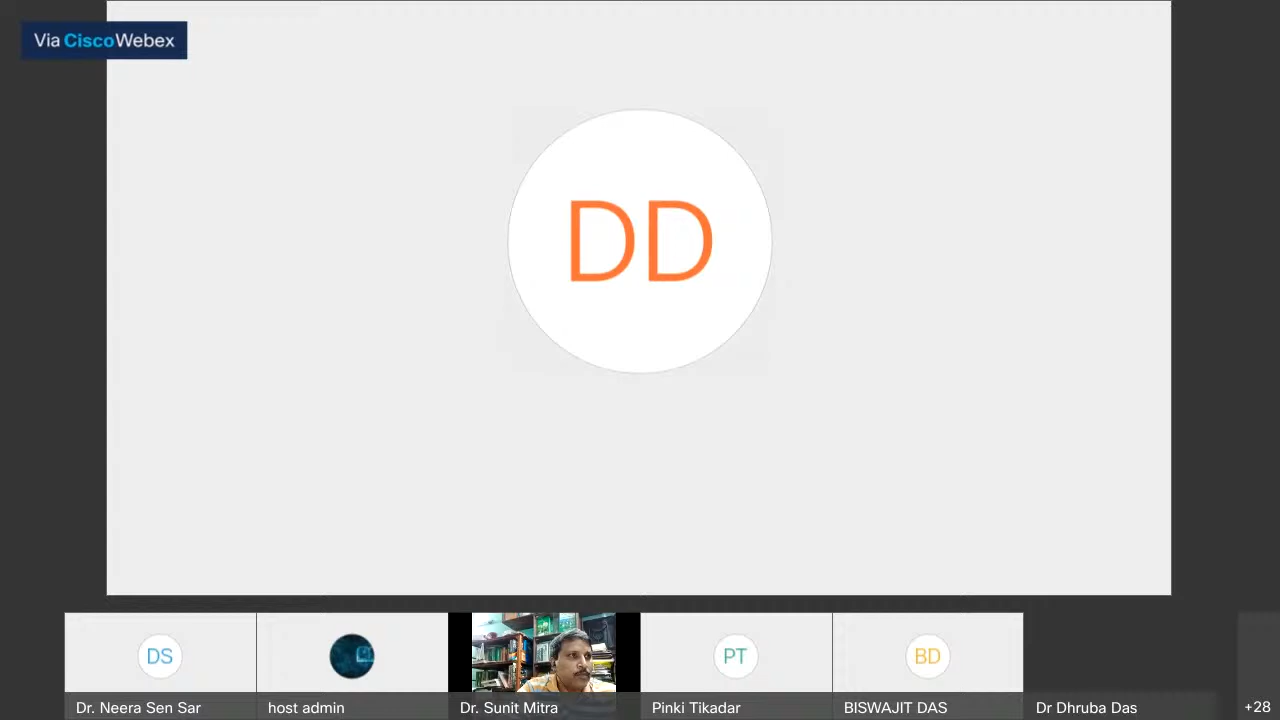 Via CiscoWebex
DD
DS
PT
BD
Dr. Neera Sen Sar
host admin
Dr. Sunit Mitra
Pinki Tikadar
BISWAJIT DAS
Dr Dhruba Das
+28